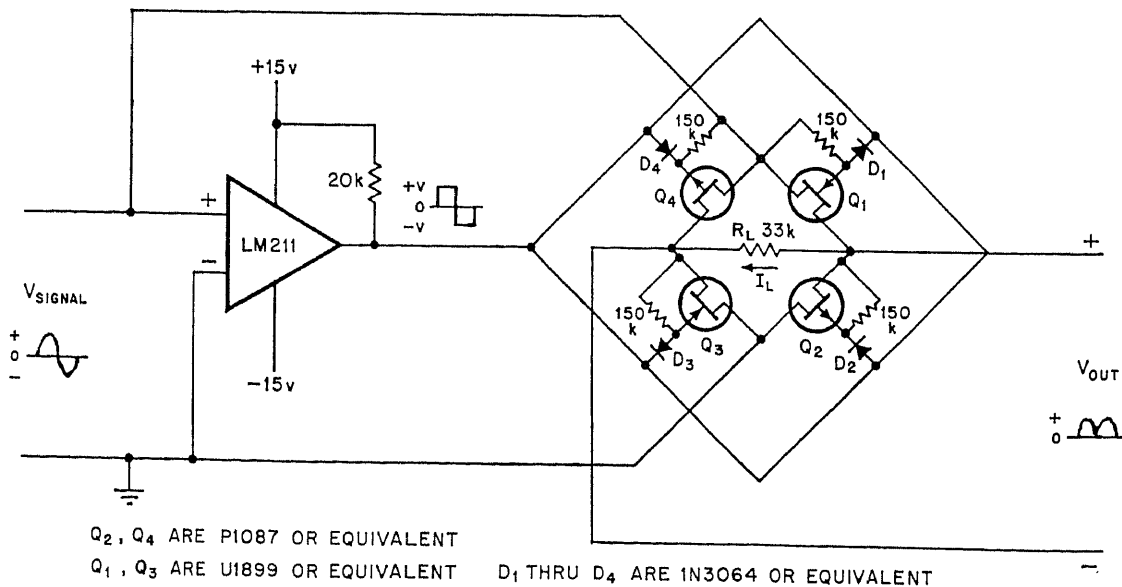 +15v
150
k
150
k
D4
D1
20k
+v
0
-v
Q4
Q1
+
LM211
RL 33k
+
-
IL
VSIGNAL
150
k
150
k
+
0
-
Q3
Q2
D3
D2
-15v
VOUT
+
0
Q2, Q4 ARE P1087 OR EQUIVALENT
Q1, Q3 ARE U1899 OR EQUIVALENT D1 THRU D4 ARE 1N3064 OR EQUIVALENT
-